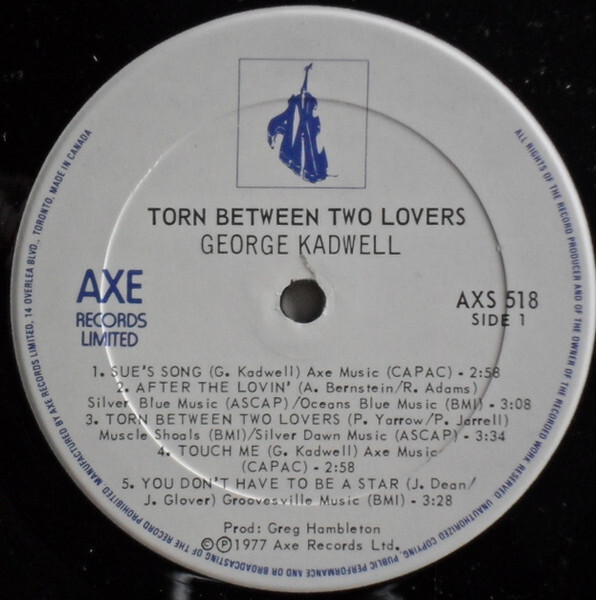 TORN BETWEEN TWO LOVERS
GEORGE KADWELL
AXE
RECORDS
LIMITED
AXS 518
SIDE 1
1. SUE'S SONG (G. Kadwell) Axe Music (CAPAC) - 2:58
2. AFTER THE LOVIN' (A. Bernstein/R. Adams)
Silver Blue Music (ASCAP)/Oceans Blue Music (BMI) - 3:08
3. TORN BETWEEN TWO LOVERS (P. Yarrow/P. Jarrell)
Muscle Shoals (BMI)/Silver Dawn Music (ASCAP) - 3:34
4. TOUCH ME (G. Kadwell) Axe Music
(CAPAC) - 2:58
5. YOU DON'T HAVE TO BE A STAR (J. Dean/
J. Glover) Groovesville Music (BMI) - 3:28
Prod: Greg Hambleton
©℗1977 Axe Records Ltd.
MANUFACTURED BY AXE RECORDS LIMITED, 14 OVERLEA BLVD., TORONTO, MADE IN CANADA
ALL RIGHTS OF THE RECORD PRODUCER AND OF THE OWNER OF THE RECORDED WORK RESERVED. UNAUTHORIZED COPYING, PUBLIC PERFORMANCE AND OR BROADCASTING OF THE RECORD PROHIBITED